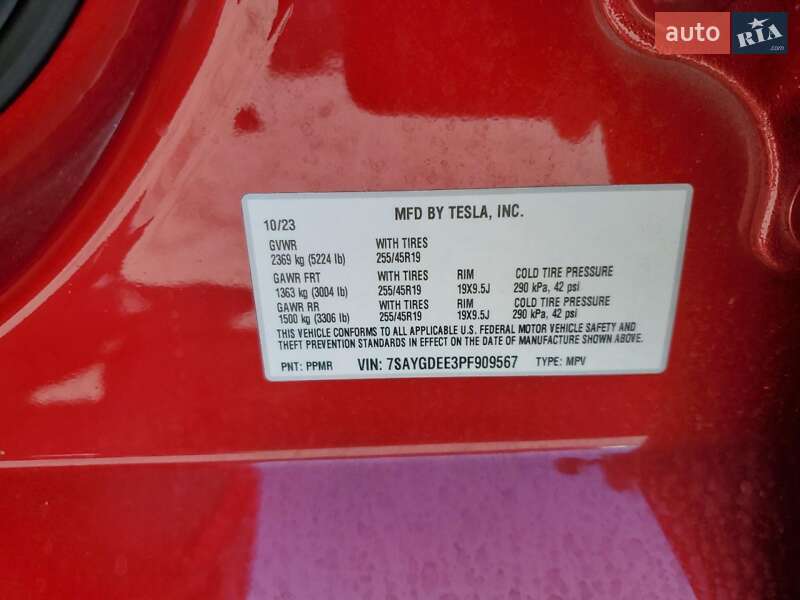 auto RIA .com
MFD BY TESLA, INC.
10/23
GVWR WITH TIRES
2369 kg (5224 lb) 255/45R19
GAWR FRT WITH TIRES RIM COLD TIRE PRESSURE
1363 kg (3004 lb) 255/45R19 19X9.5J 290 kPa, 42 psi
GAWR RR WITH TIRES RIM COLD TIRE PRESSURE
1500 kg (3306 lb) 255/45R19 19X9.5J 290 kPa, 42 psi
THIS VEHICLE CONFORMS TO ALL APPLICABLE U.S. FEDERAL MOTOR VEHICLE SAFETY AND
THEFT PREVENTION STANDARDS IN EFFECT ON THE DATE OF MANUFACTURE SHOWN ABOVE.
PNT: PPMR VIN: 7SAYGDEE3PF909567 TYPE: MPV